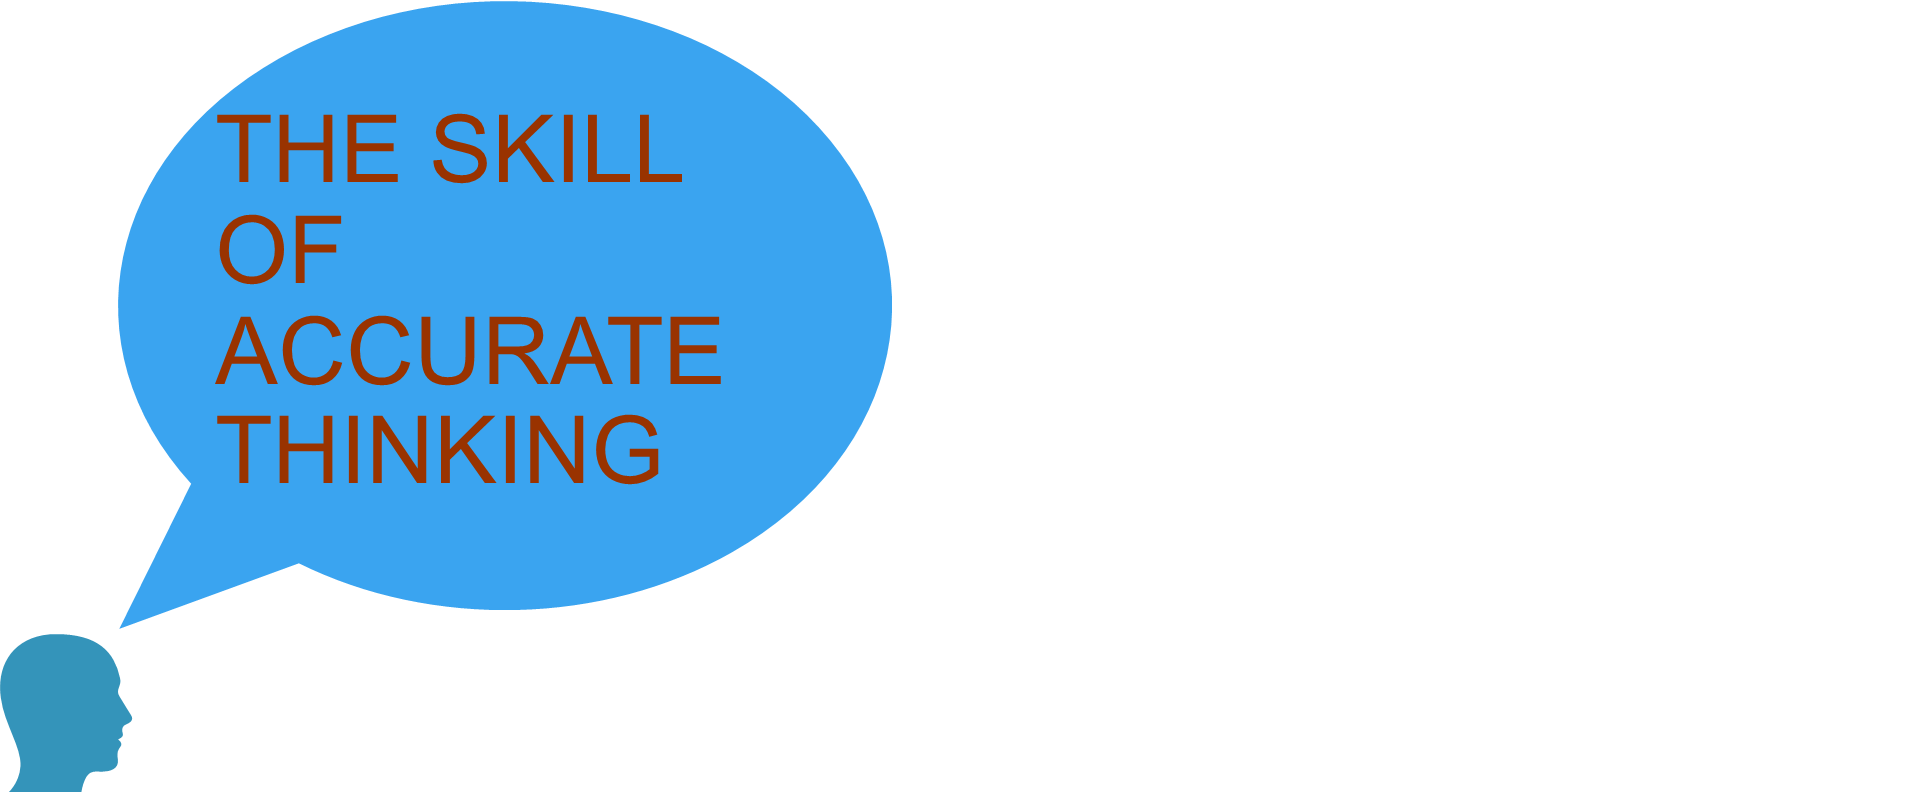 THE SKILL
OF
ACCURATE
THINKING